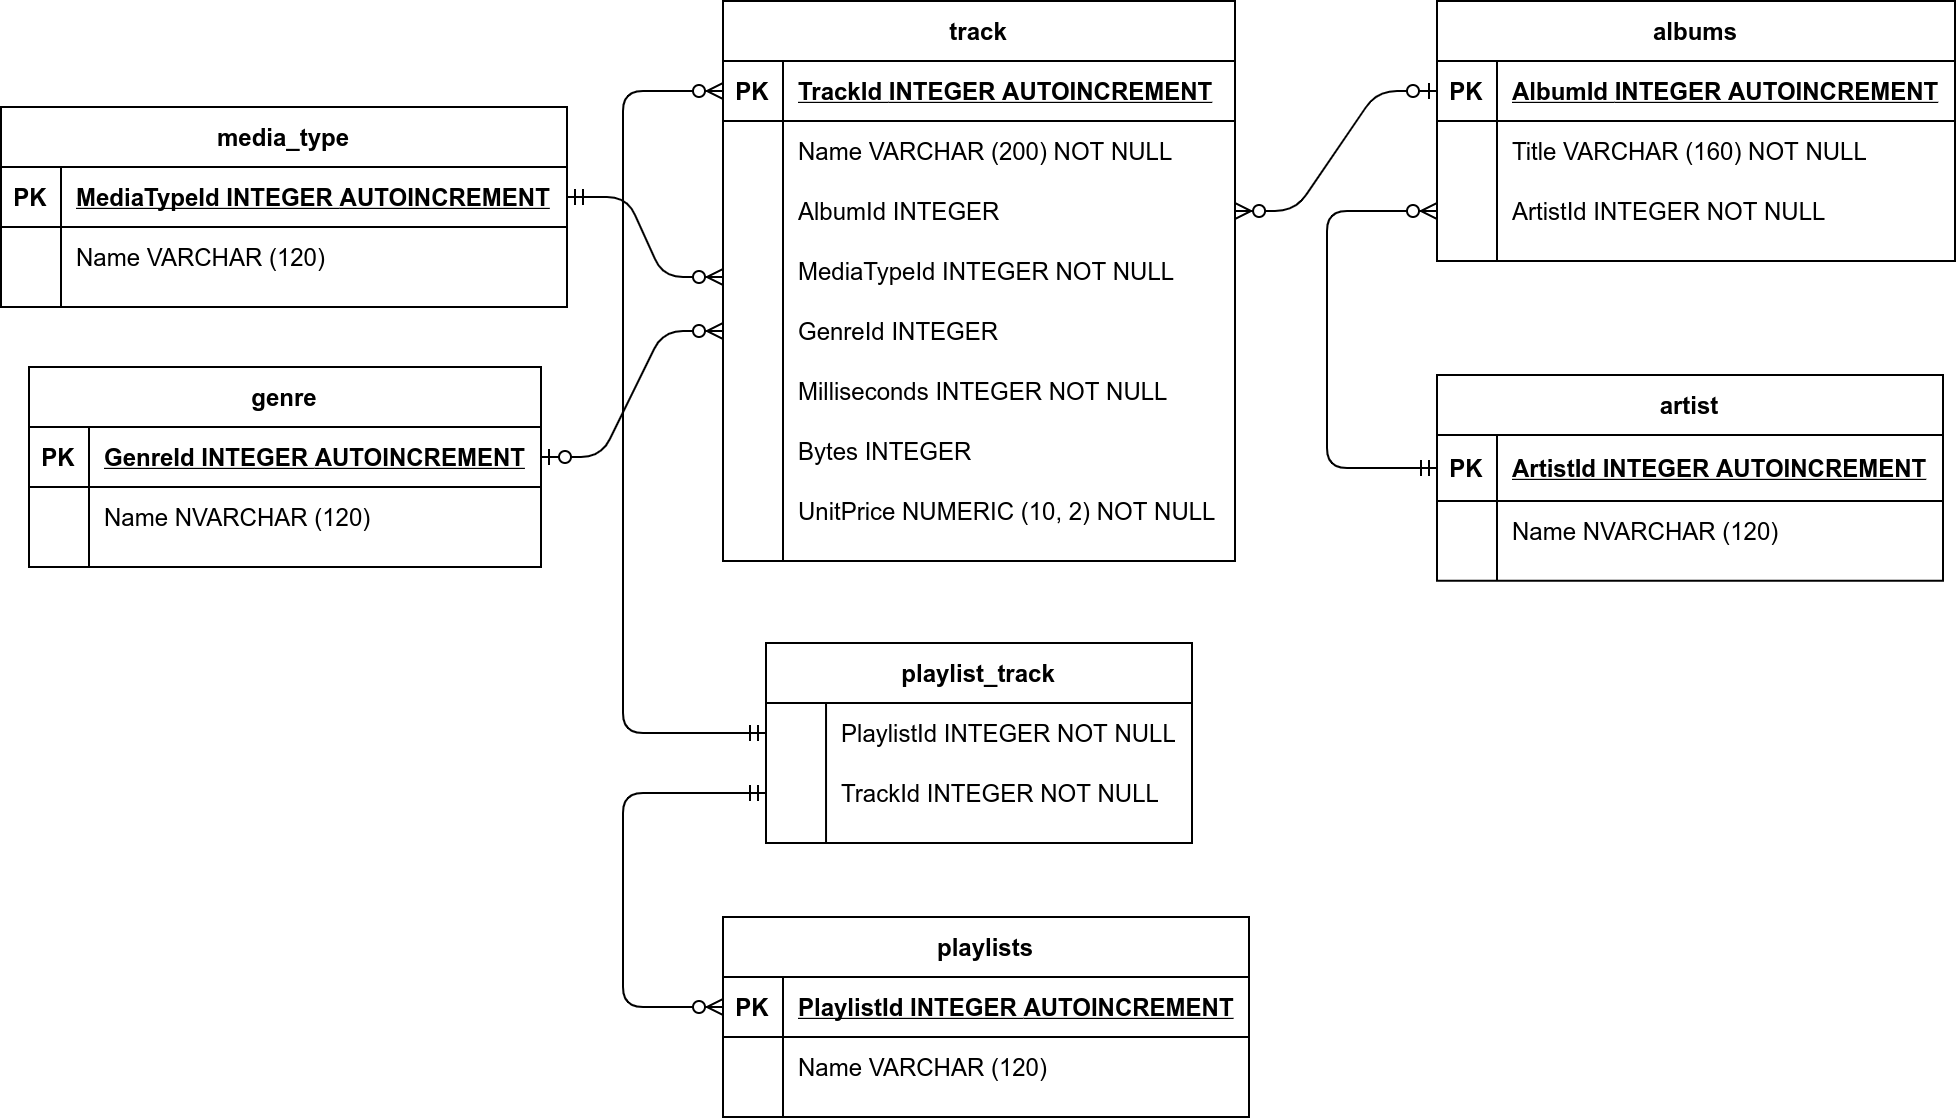 media_type
PK MediaTypeId INTEGER AUTOINCREMENT
Name VARCHAR (120)
genre
PK GenreId INTEGER AUTOINCREMENT
Name NVARCHAR (120)
track
PK TrackId INTEGER AUTOINCREMENT
Name VARCHAR (200) NOT NULL
AlbumId INTEGER
MediaTypeId INTEGER NOT NULL
GenreId INTEGER
Milliseconds INTEGER NOT NULL
Bytes INTEGER
UnitPrice NUMERIC (10, 2) NOT NULL
albums
PK AlbumId INTEGER AUTOINCREMENT
Title VARCHAR (160) NOT NULL
ArtistId INTEGER NOT NULL
artist
PK ArtistId INTEGER AUTOINCREMENT
Name NVARCHAR (120)
playlist_track
PlaylistId INTEGER NOT NULL
TrackId INTEGER NOT NULL
playlists
PK PlaylistId INTEGER AUTOINCREMENT
Name VARCHAR (120)